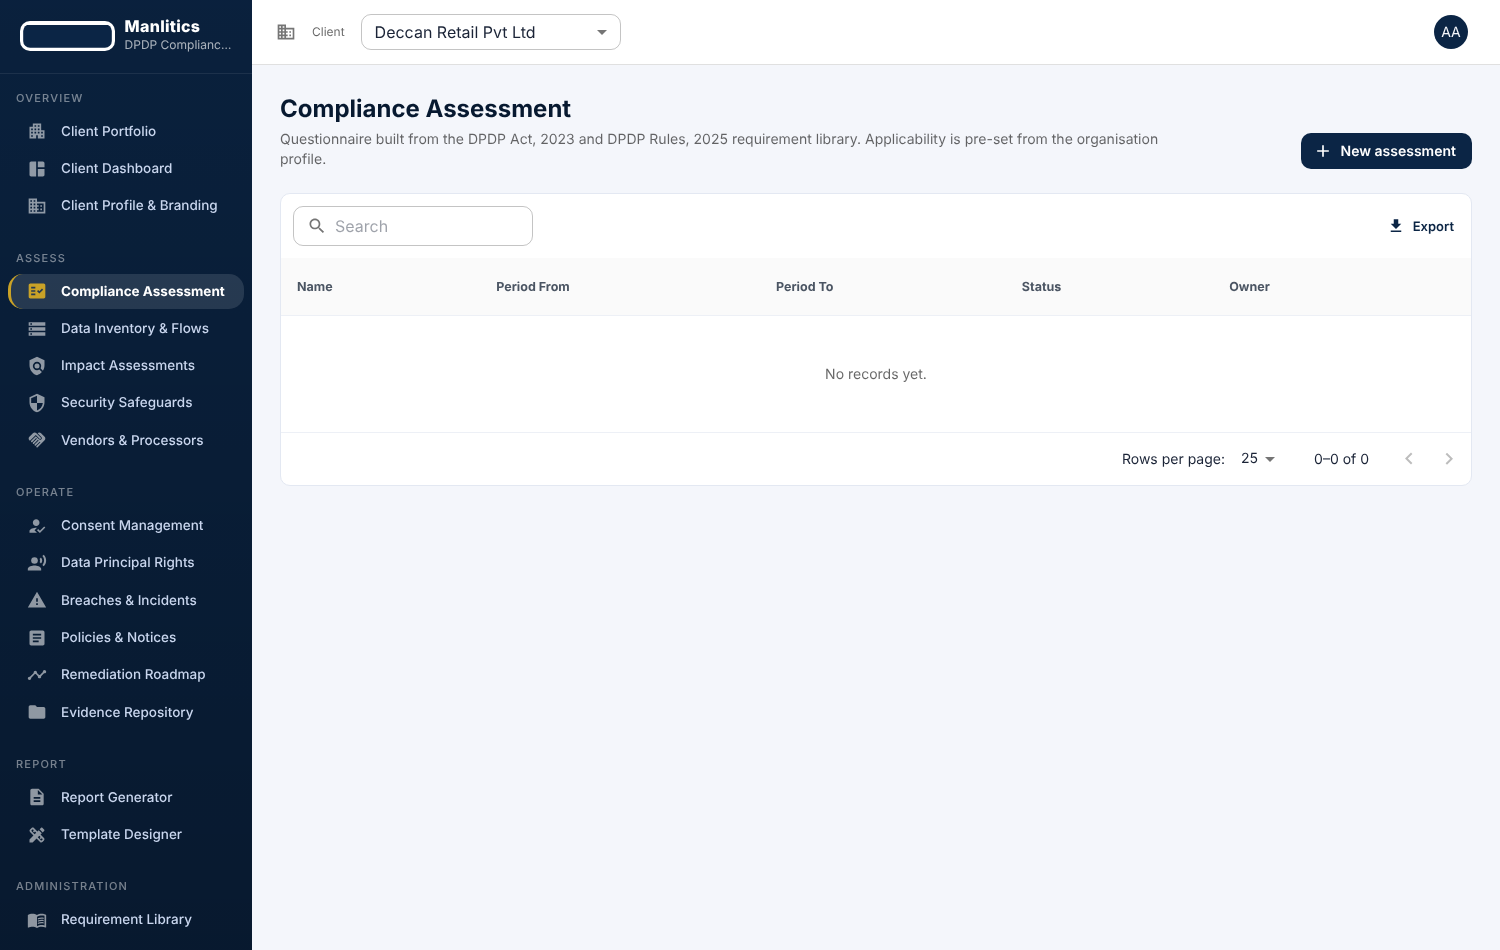 Manlitics
DPDP Complianc...
Client
Deccan Retail Pvt Ltd
AA
OVERVIEW
Client Portfolio
Client Dashboard
Client Profile & Branding
ASSESS
Compliance Assessment
Data Inventory & Flows
Impact Assessments
Security Safeguards
Vendors & Processors
OPERATE
Consent Management
Data Principal Rights
Breaches & Incidents
Policies & Notices
Remediation Roadmap
Evidence Repository
REPORT
Report Generator
Template Designer
ADMINISTRATION
Requirement Library
Compliance Assessment
Questionnaire built from the DPDP Act, 2023 and DPDP Rules, 2025 requirement library. Applicability is pre-set from the organisation
profile.
New assessment
Search
Export
Name Period From Period To Status Owner
No records yet.
Rows per page: 25 0–0 of 0